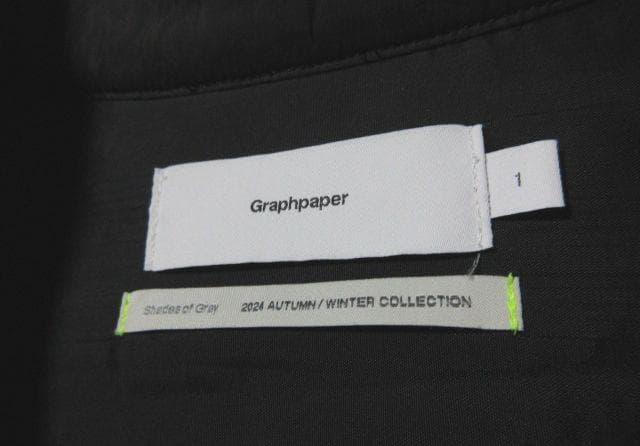 Graphpaper
1
Shades of Gray 2024 AUTUMN / WINTER COLLECTION